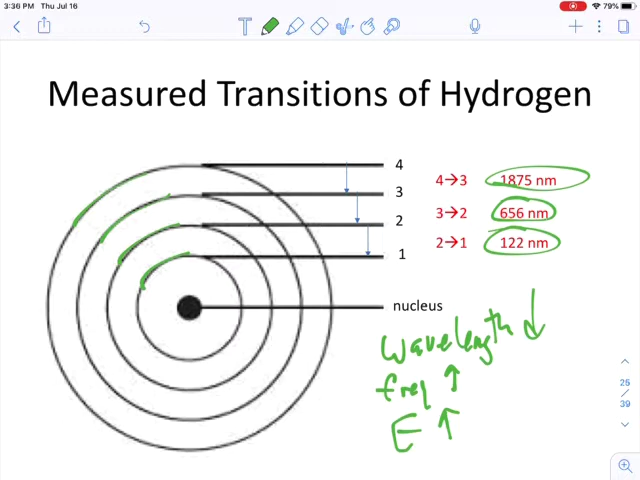 3:36 PM Thu Jul 16
79%
T
Measured Transitions of Hydrogen
4
3
2
1
nucleus
4→3 1875 nm
3→2 656 nm
2→1 122 nm
wavelength ↓
freq ↑
E ↑
25
/
39